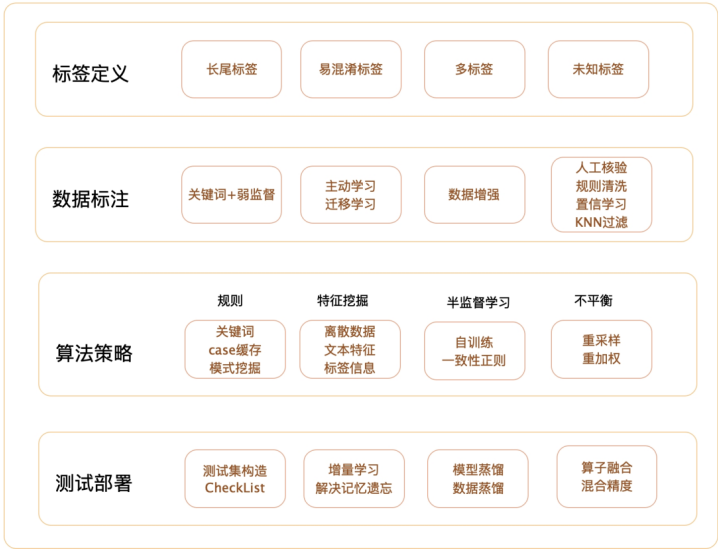 标签定义
长尾标签
易混淆标签
多标签
未知标签
数据标注
关键词+弱监督
主动学习
迁移学习
数据增强
人工核验
规则清洗
置信学习
KNN过滤
算法策略
规则
关键词
case缓存
模式挖掘
特征挖掘
离散数据
文本特征
标签信息
半监督学习
自训练
一致性正则
不平衡
重采样
重加权
测试部署
测试集构造
CheckList
增量学习
解决记忆遗忘
模型蒸馏
数据蒸馏
算子融合
混合精度